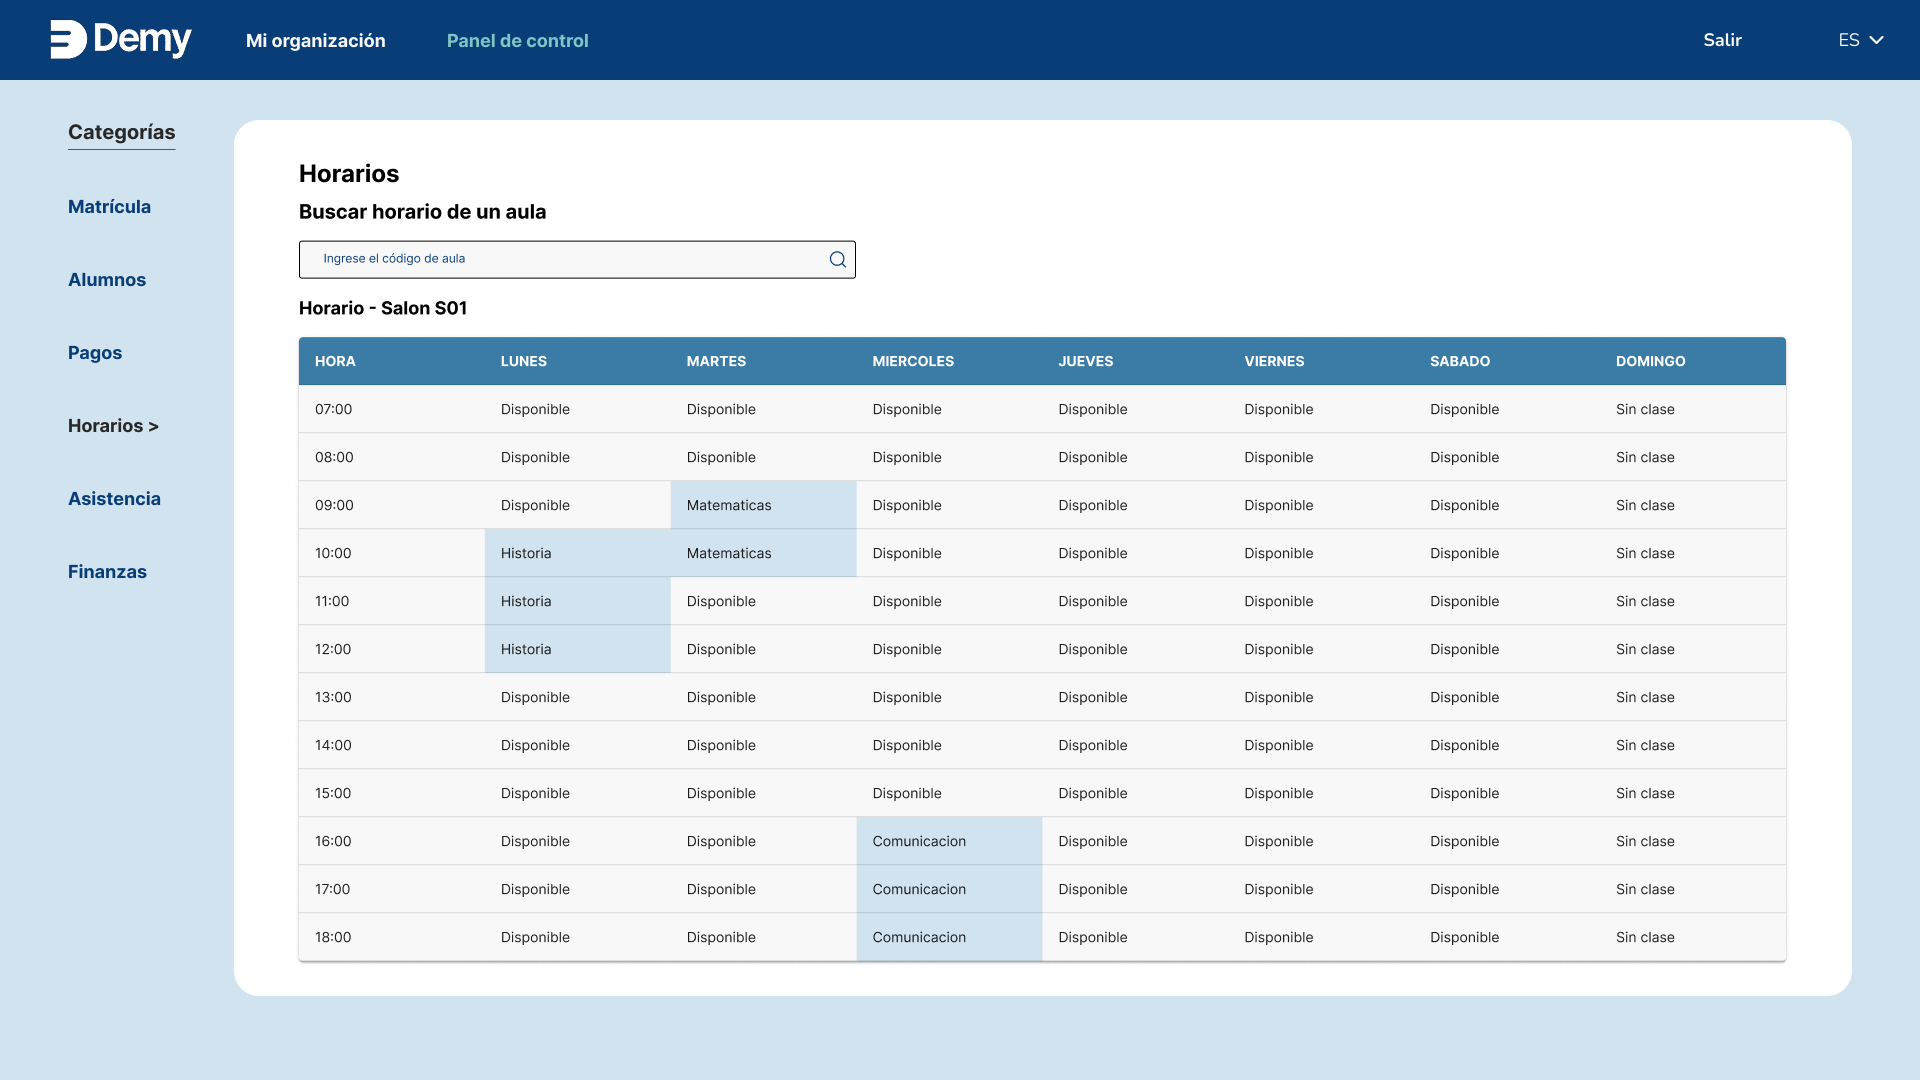 Demy Mi organización Panel de control Salir ES
Categorías
Matrícula
Alumnos
Pagos
Horarios >
Asistencia
Finanzas
Horarios
Buscar horario de un aula
Ingrese el código de aula
Horario - Salon S01
HORA LUNES MARTES MIERCOLES JUEVES VIERNES SABADO DOMINGO
07:00 Disponible Disponible Disponible Disponible Disponible Disponible Sin clase
08:00 Disponible Disponible Disponible Disponible Disponible Disponible Sin clase
09:00 Disponible Matematicas Disponible Disponible Disponible Disponible Sin clase
10:00 Historia Matematicas Disponible Disponible Disponible Disponible Sin clase
11:00 Historia Disponible Disponible Disponible Disponible Disponible Sin clase
12:00 Historia Disponible Disponible Disponible Disponible Disponible Sin clase
13:00 Disponible Disponible Disponible Disponible Disponible Disponible Sin clase
14:00 Disponible Disponible Disponible Disponible Disponible Disponible Sin clase
15:00 Disponible Disponible Disponible Disponible Disponible Disponible Sin clase
16:00 Disponible Disponible Comunicacion Disponible Disponible Disponible Sin clase
17:00 Disponible Disponible Comunicacion Disponible Disponible Disponible Sin clase
18:00 Disponible Disponible Comunicacion Disponible Disponible Disponible Sin clase